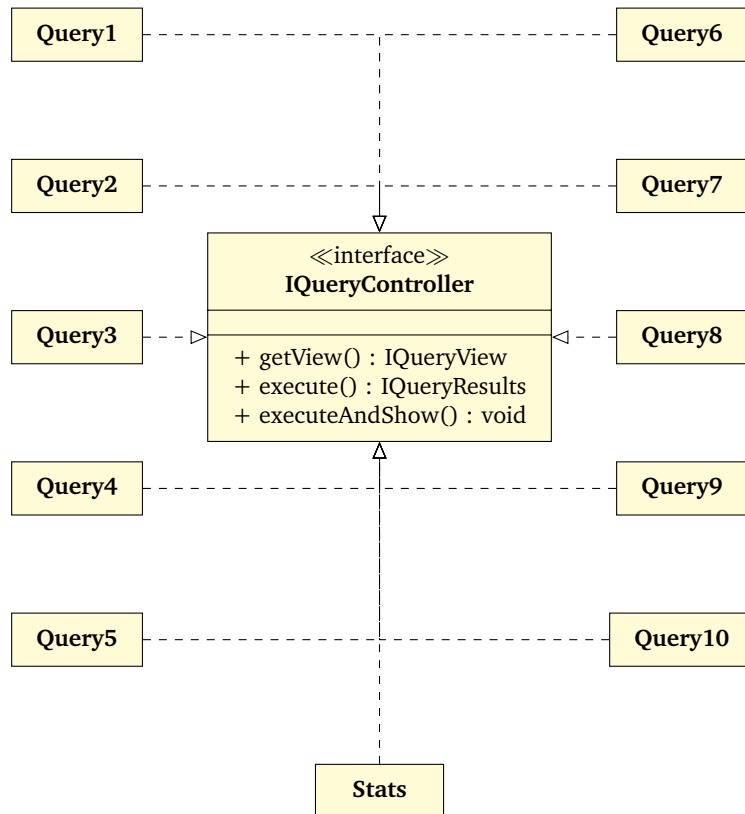 Query1
Query6
Query2
Query7
≪interface≫
IQueryController
Query3
Query8
+ getView() : IQueryView
+ execute() : IQueryResults
+ executeAndShow() : void
Query4
Query9
Query5
Query10
Stats